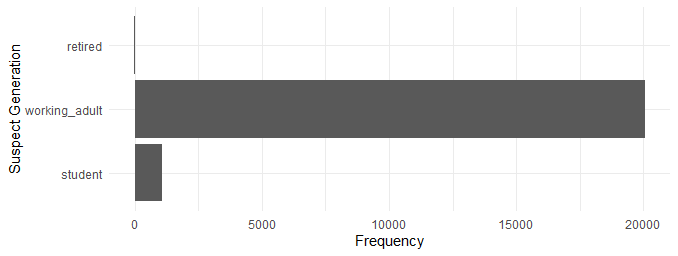 Suspect Generation
retired
working_adult
student
0 5000 10000 15000 20000
Frequency